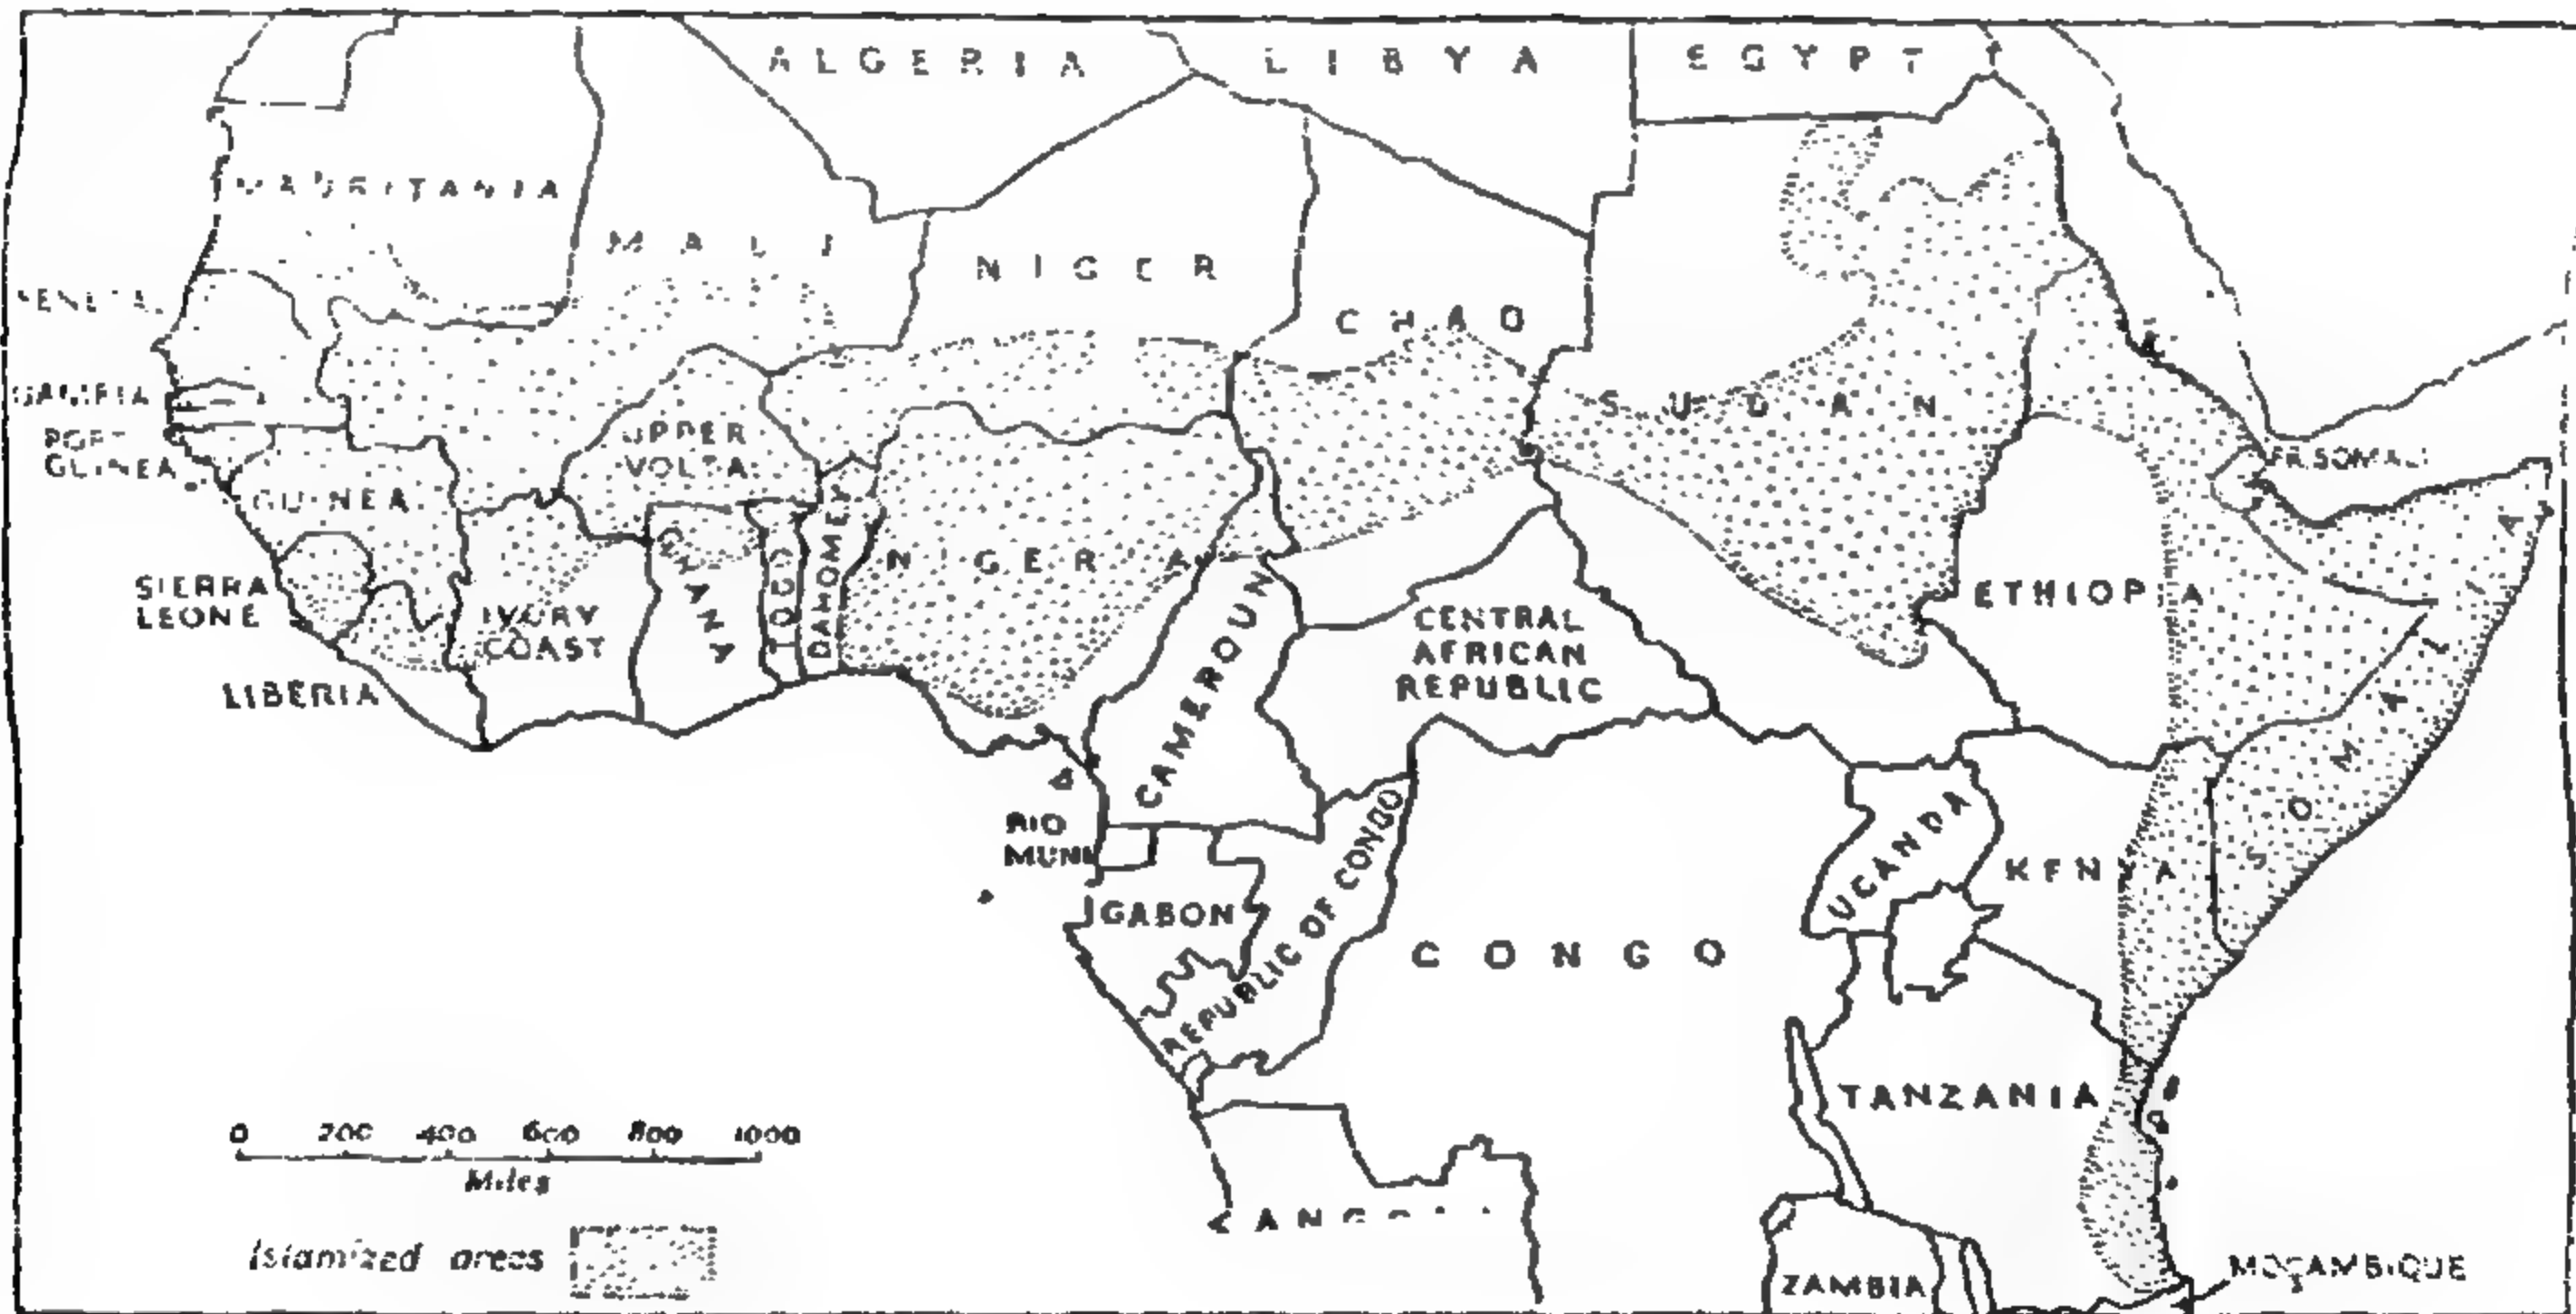 ALGERIA
LIBYA
EGYPT
MAURITANIA
MALI
NIGER
CHAD
SUDAN
GAMBIA
PORT
GUINEA
UPPER
VOLTA
GUINEA
FR. SOMALI
SIERRA
LEONE
LIBERIA
IVORY
COAST
GHANA
TOGO
DAHOMEY
NIGERIA
CAMEROUN
CENTRAL
AFRICAN
REPUBLIC
ETHIOPIA
SOMALIA
RIO
MUNI
GABON
REPUBLIC OF CONGO
CONGO
UGANDA
KENYA
TANZANIA
0 200 400 600 800 1000
Miles
Islamized areas
ZAMBIA
MOÇAMBIQUE